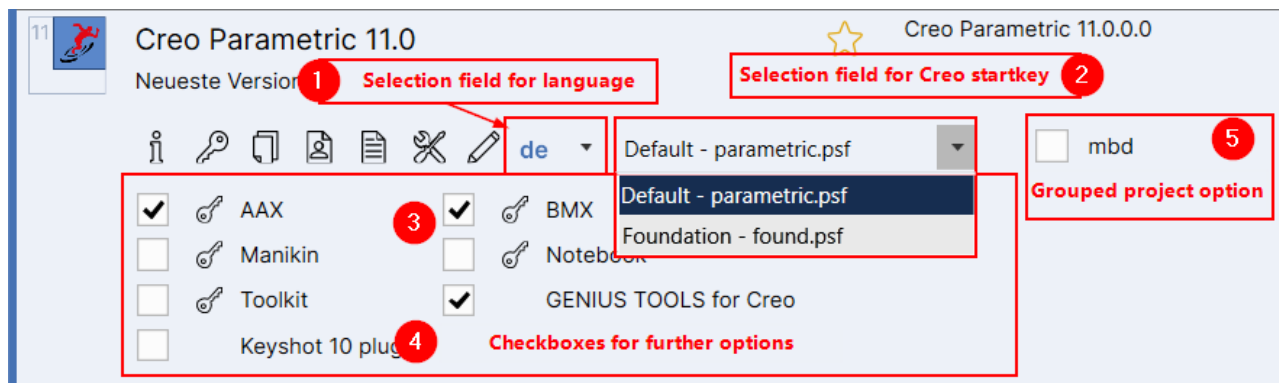 11
Creo Parametric 11.0
Creo Parametric 11.0.0.0
Neueste Version
1 Selection field for language
Selection field for Creo startkey 2
de
Default - parametric.psf
mbd
5
Grouped project option
Default - parametric.psf
Foundation - found.psf
AAX
3
BMX
Manikin
Notebook
Toolkit
GENIUS TOOLS for Creo
Keyshot 10 plug
4
Checkboxes for further options